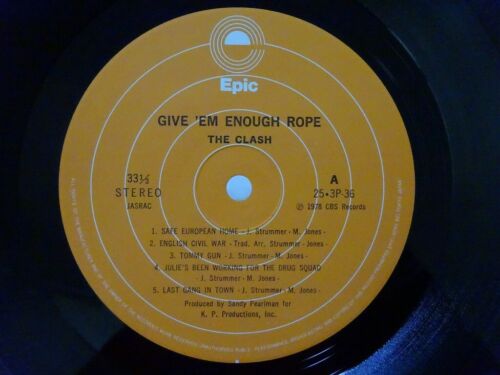 Epic
GIVE 'EM ENOUGH ROPE
THE CLASH
33⅓
STEREO
JASRAC
A
25・3P-36
Ⓟ 1978 CBS Records
1. SAFE EUROPEAN HOME - J. Strummer - M. Jones -
2. ENGLISH CIVIL WAR - Trad. Arr. Strummer - Jones -
3. TOMMY GUN - J. Strummer - M. Jones -
4. JULIE'S BEEN WORKING FOR THE DRUG SQUAD
- J. Strummer - M. Jones -
5. LAST GANG IN TOWN - J. Strummer - M. Jones -
Produced by Sandy Pearlman for
K. P. Productions, Inc.